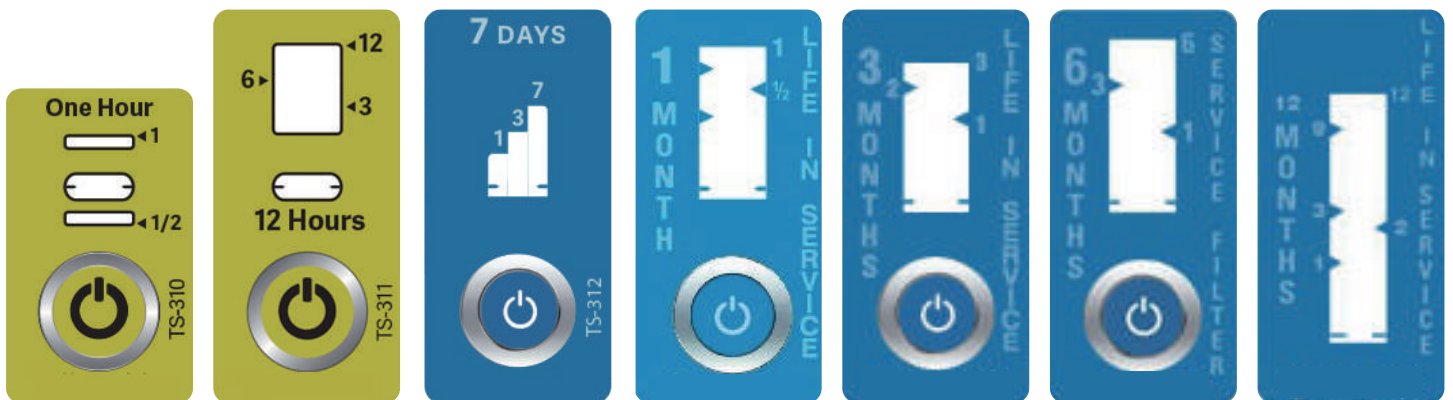 One Hour
1
1/2
TS-310
12
6
3
12 Hours
TS-311
7 DAYS
7
3
1
TS-312
1 MONTH
1
½
LIFE IN SERVICE
3 MONTHS
3
2
1
LIFE IN SERVICE
6 MONTHS
6
3
1
SERVICE FILTER
12 MONTHS
12
9
3
2
1
LIFE IN SERVICE